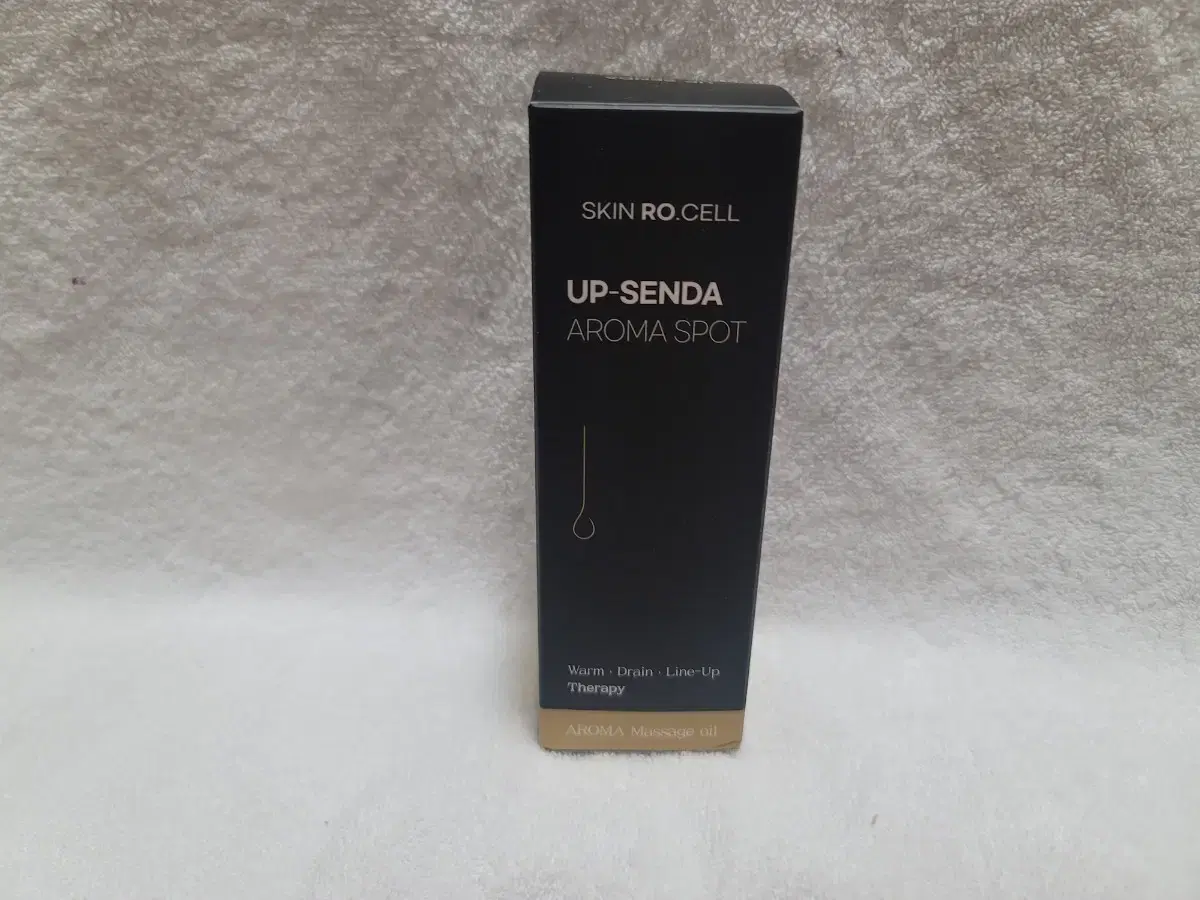 SKIN RO.CELL
UP-SENDA
AROMA SPOT
Warm · Drain · Line-Up
Therapy
AROMA Massage oil